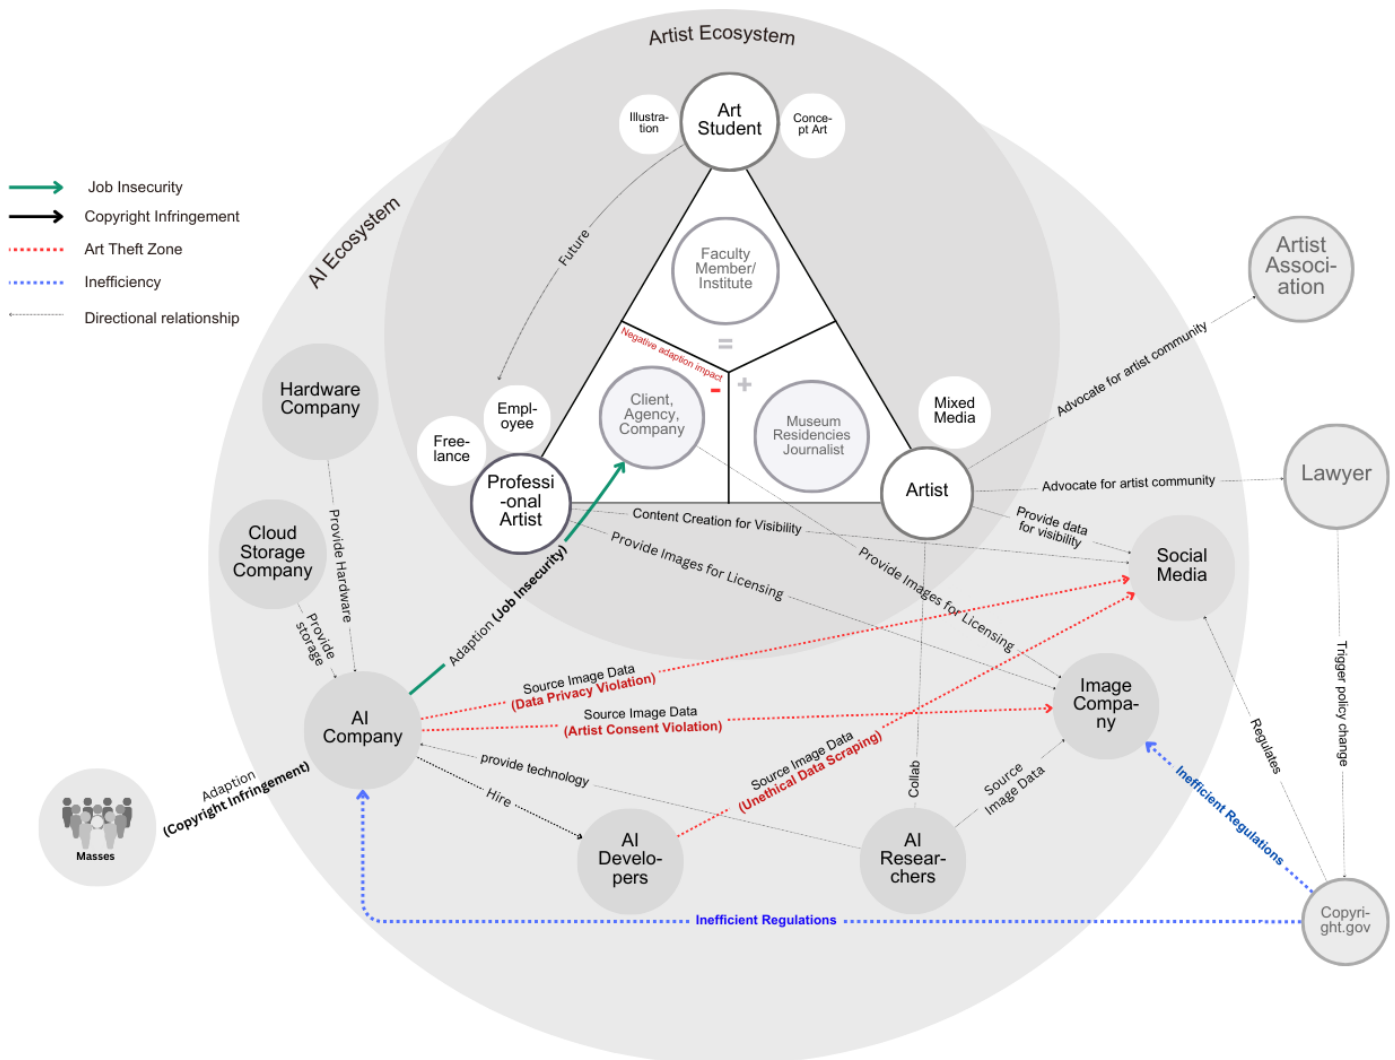 Artist Ecosystem
Illustra-
tion
Art
Student
Conce-
pt Art
Job Insecurity
Copyright Infringement
Art Theft Zone
Inefficiency
Directional relationship
AI Ecosystem
Future
Faculty
Member/
Institute
=
Negative adaption impact
-
+
Artist
Associ-
ation
Advocate for artist community
Hardware
Company
Empl-
oyee
Free-
lance
Client,
Agency,
Company
Museum
Residencies
Journalist
Mixed
Media
Professi
-onal
Artist
Artist
Advocate for artist community
Lawyer
Content Creation for Visibility
Provide data
for visibility
Cloud
Storage
Company
Provide Hardware
Provide
storage
Provide Images for Licensing
Provide Images for Licensing
Social
Media
Adaption (Job Insecurity)
Source Image Data
(Data Privacy Violation)
Source Image Data
(Artist Consent Violation)
AI
Company
Image
Compa-
ny
Trigger policy change
Regulates
Source Image Data
(Unethical Data Scraping)
provide technology
Hire
Collab
Source
Image Data
Inefficient Regulations
Adaption
(Copyright Infringement)
Masses
AI
Develo-
pers
AI
Resear-
chers
Inefficient Regulations
Copyri-
ght.gov